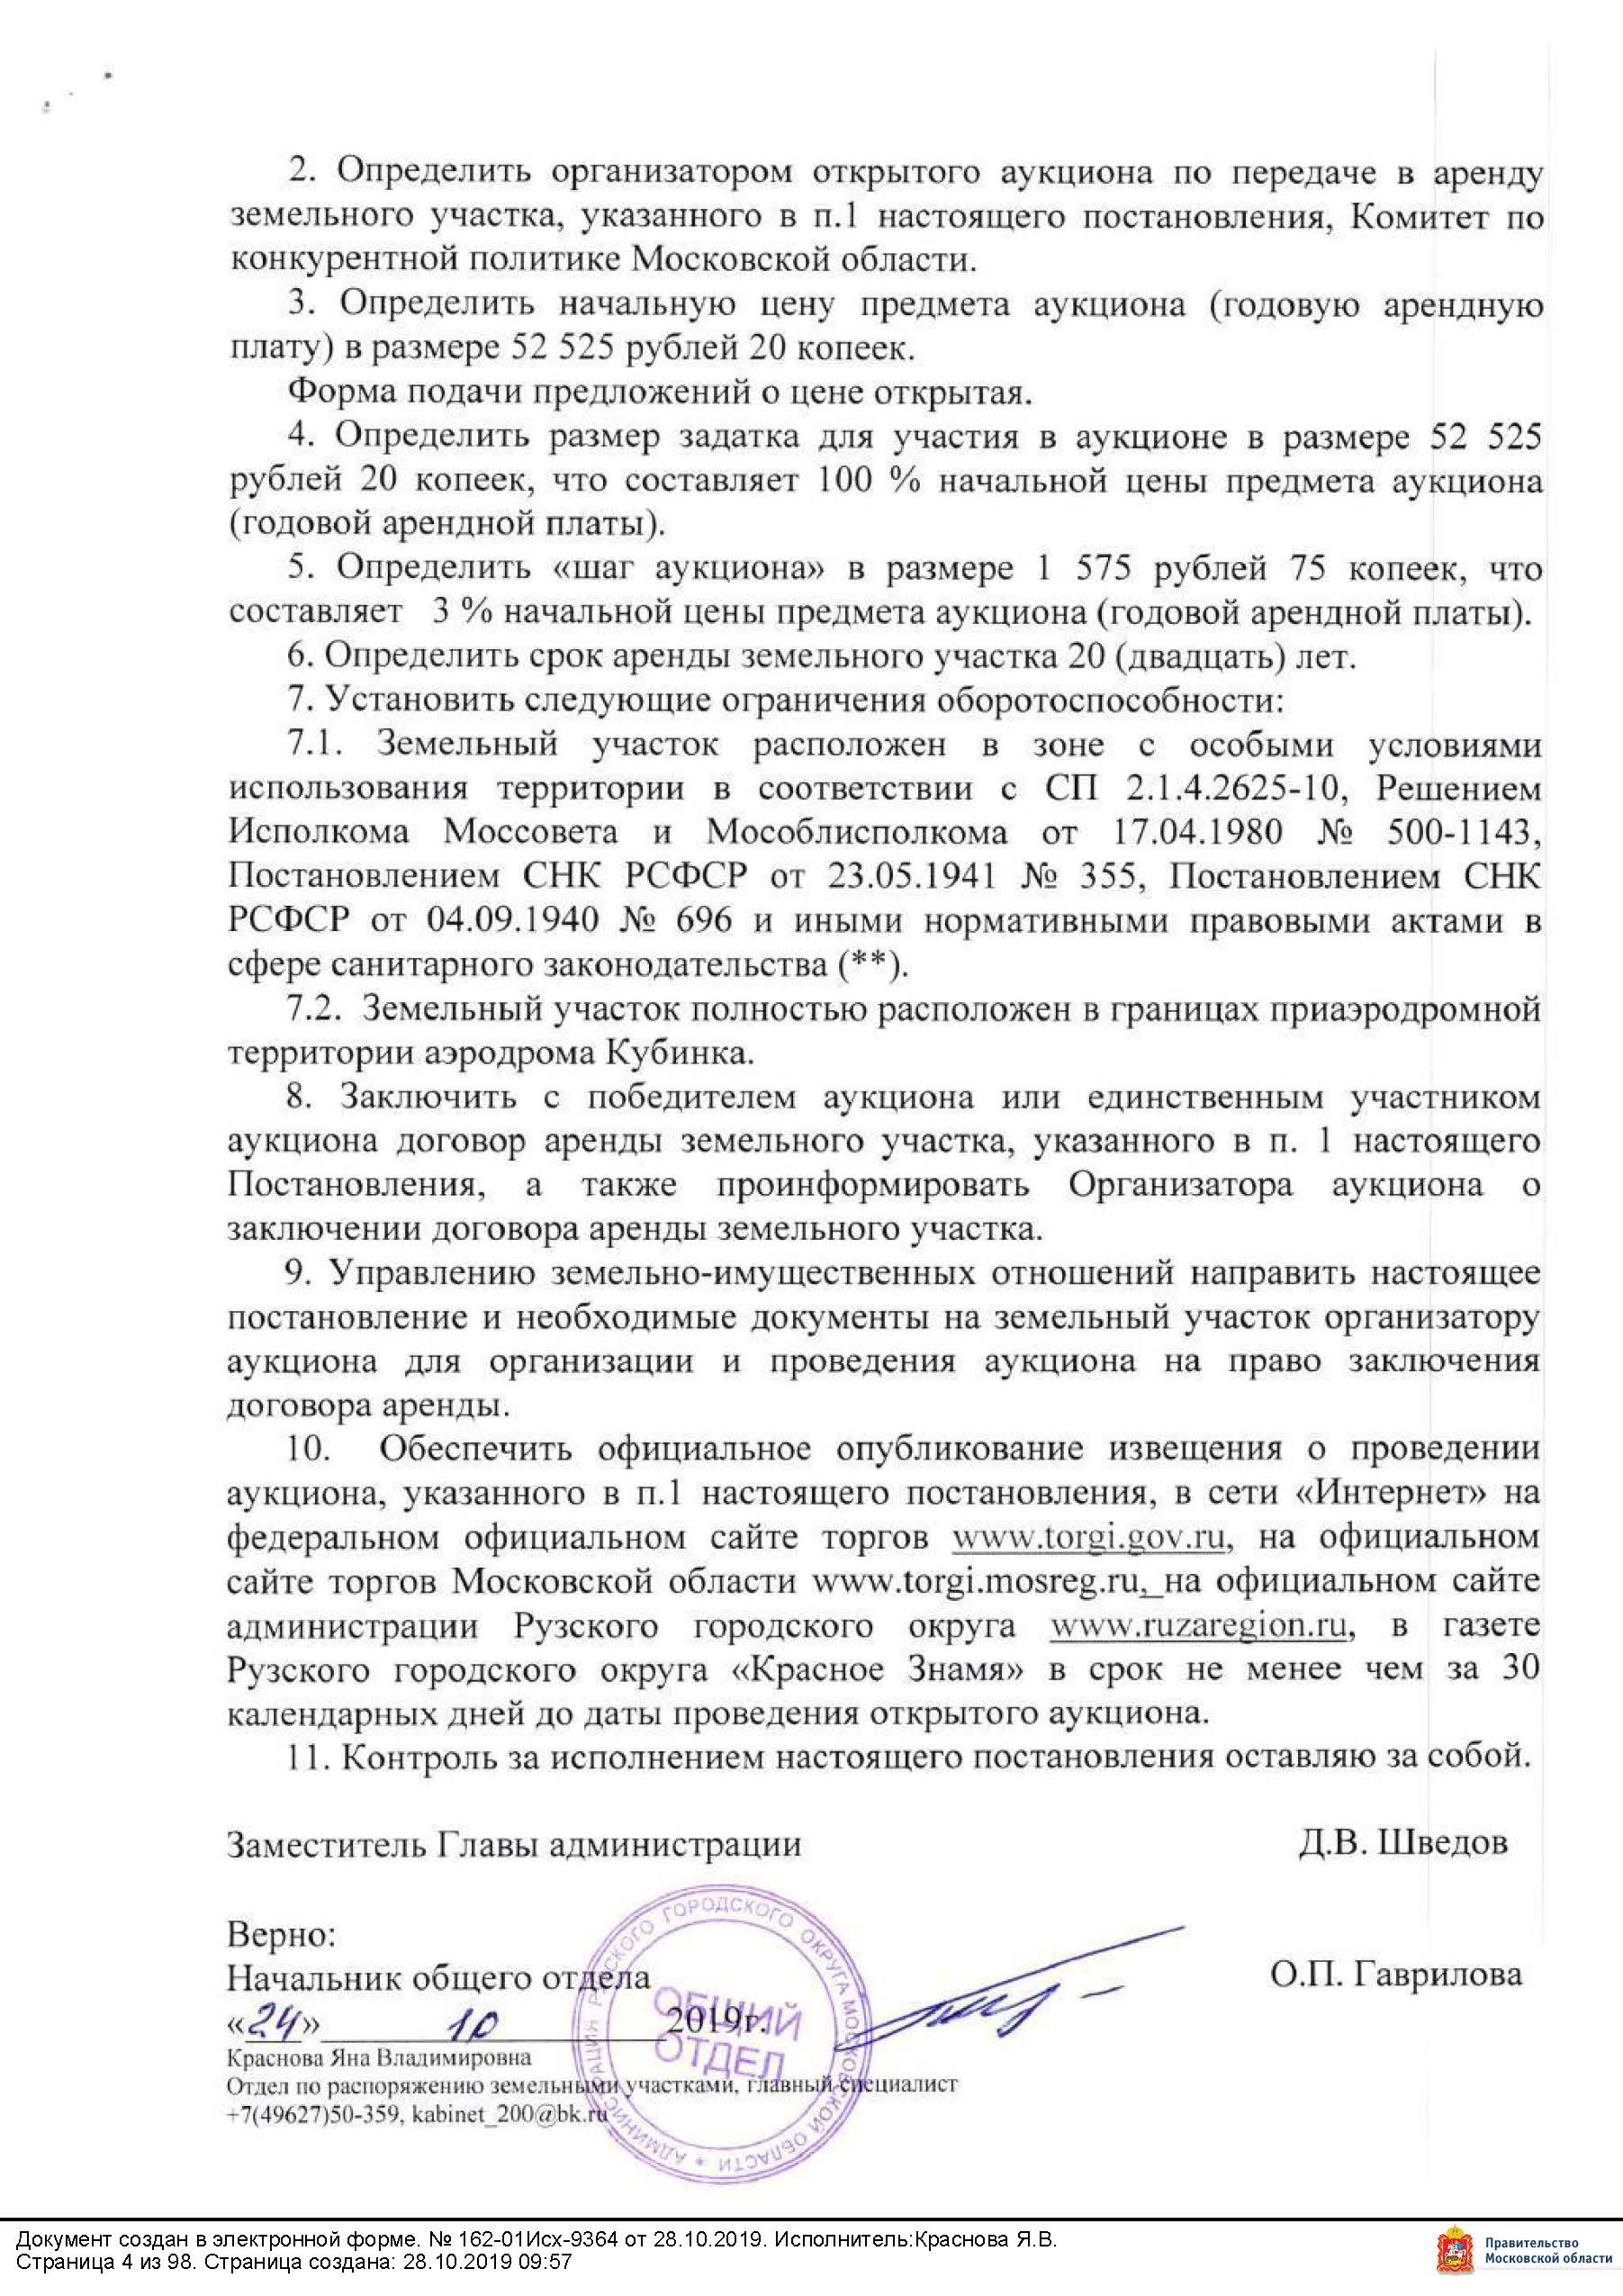 2. Определить организатором открытого аукциона по передаче в аренду
земельного участка, указанного в п.1 настоящего постановления, Комитет по
конкурентной политике Московской области.
3. Определить начальную цену предмета аукциона (годовую арендную
плату) в размере 52 525 рублей 20 копеек.
Форма подачи предложений о цене открытая.
4. Определить размер задатка для участия в аукционе в размере 52 525
рублей 20 копеек, что составляет 100 % начальной цены предмета аукциона
(годовой арендной платы).
5. Определить «шаг аукциона» в размере 1 575 рублей 75 копеек, что
составляет 3 % начальной цены предмета аукциона (годовой арендной платы).
6. Определить срок аренды земельного участка 20 (двадцать) лет.
7. Установить следующие ограничения оборотоспособности:
7.1. Земельный участок расположен в зоне с особыми условиями
использования территории в соответствии с СП 2.1.4.2625-10, Решением
Исполкома Моссовета и Мособлисполкома от 17.04.1980 № 500-1143,
Постановлением СНК РСФСР от 23.05.1941 № 355, Постановлением СНК
РСФСР от 04.09.1940 № 696 и иными нормативными правовыми актами в
сфере санитарного законодательства (**).
7.2. Земельный участок полностью расположен в границах приаэродромной
территории аэродрома Кубинка.
8. Заключить с победителем аукциона или единственным участником
аукциона договор аренды земельного участка, указанного в п. 1 настоящего
Постановления, а также проинформировать Организатора аукциона о
заключении договора аренды земельного участка.
9. Управлению земельно-имущественных отношений направить настоящее
постановление и необходимые документы на земельный участок организатору
аукциона для организации и проведения аукциона на право заключения
договора аренды.
10. Обеспечить официальное опубликование извещения о проведении
аукциона, указанного в п.1 настоящего постановления, в сети «Интернет» на
федеральном официальном сайте торгов www.torgi.gov.ru, на официальном
сайте торгов Московской области www.torgi.mosreg.ru, на официальном сайте
администрации Рузского городского округа www.ruzaregion.ru, в газете
Рузского городского округа «Красное Знамя» в срок не менее чем за 30
календарных дней до даты проведения открытого аукциона.
11. Контроль за исполнением настоящего постановления оставляю за собой.
Заместитель Главы администрации Д.В. Шведов
Верно:
Начальник общего отдела О.П. Гаврилова
«24» 10 2019г.
Краснова Яна Владимировна
Отдел по распоряжению земельными участками, главный специалист
+7(49627)50-359, kabinet_200@bk.ru
АДМИНИСТРАЦИЯ РУЗСКОГО ГОРОДСКОГО ОКРУГА МОСКОВСКОЙ ОБЛАСТИ *
ОБЩИЙ
ОТДЕЛ
Документ создан в электронной форме. № 162-01Исх-9364 от 28.10.2019. Исполнитель:Краснова Я.В.
Страница 4 из 98. Страница создана: 28.10.2019 09:57
Правительство
Московской области